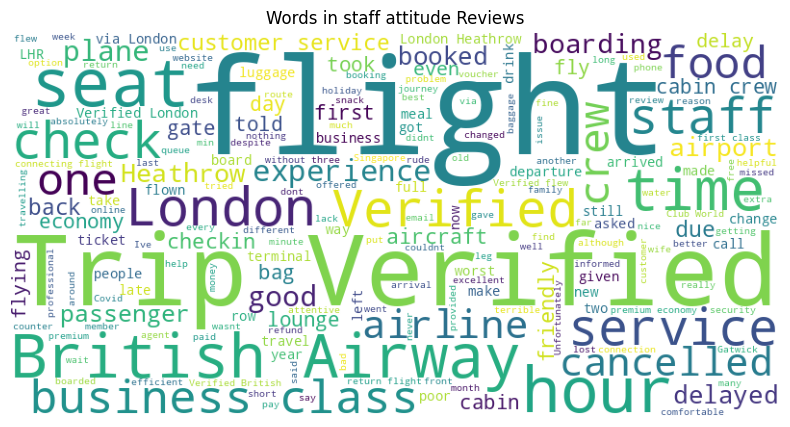 Words in staff attitude Reviews
flew week website via London customer service London Heathrow booked boarding delay
LHR plane option use need took even fly long used phone food
seat flight return luggage booking problem voucher drink cabin crew
great Verified London day holiday journey best via baggage fine review reason
desk route snack meal issue first class staff
check will absolutely line gate told first nothing much business got changed crew airport
queue min despite didnt
connecting flight last board without three Singapore rude old another arrived made free helpful missed
one Heathrow tried experience offered full departure Verified flew family time
travelling back flown dont London Verified water extra
economy take online every different lack email now gave still asked Club World nice due change
ticket checkin minute way aircraft couldnt find far although getting better call
Trip Verified
flying professional people Ive help money terminal put leg well worst excellent informed given customer wife really
around Covid late bag left went arrival attentive provided make friendly new two premium economy security
passenger row wasnt good lounge never terrible Unfortunately
counter member agent refund travel airline lost connection Gatwick service
premium wait paid year said bad
British Airway cancelled many
boarded efficient Verified British return flight front poor month cabin hour delayed
business class short pay say comfortable